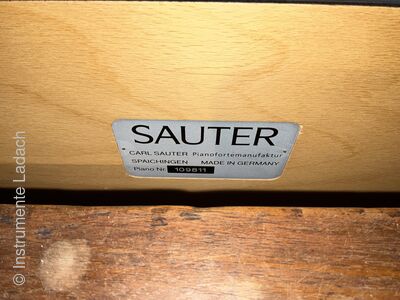 SAUTER
CARL SAUTER Pianofortemanufaktur
SPAICHINGEN MADE IN GERMANY
Piano Nr. 109811
© Instrumente Ladach